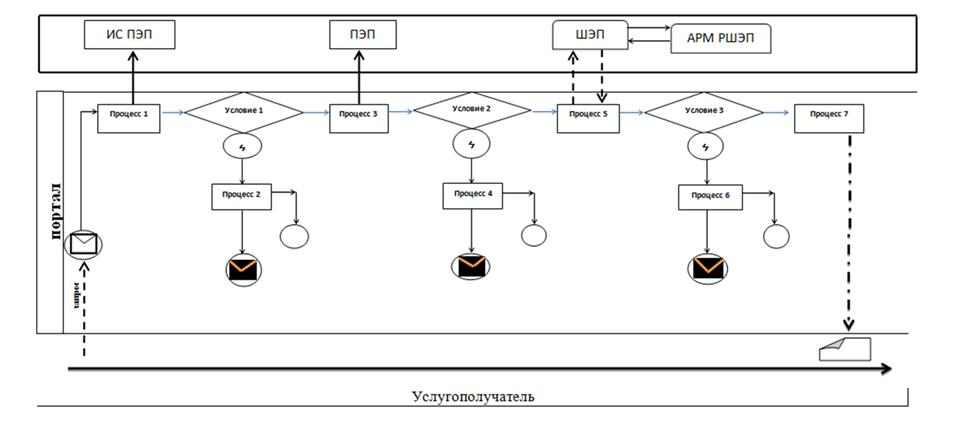 ИС ПЭП
ПЭП
ШЭП
АРМ РШЭП
Процесс 1
Условие 1
Процесс 3
Условие 2
Процесс 5
Условие 3
Процесс 7
Процесс 2
Процесс 4
Процесс 6
портал
запрос
Услугополучатель